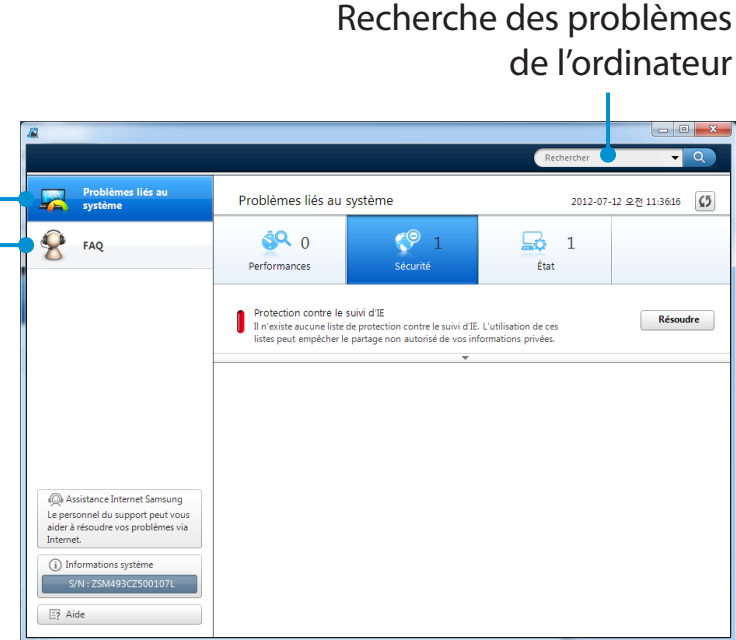 Recherche des problèmes
de l’ordinateur
Rechercher
Problèmes liés au
système
FAQ
Problèmes liés au système
2012-07-12 오전 11:36:16
0
Performances
1
Sécurité
1
État
Protection contre le suivi d'IE
Il n'existe aucune liste de protection contre le suivi d'IE. L'utilisation de ces
listes peut empêcher le partage non autorisé de vos informations privées.
Résoudre
Assistance Internet Samsung
Le personnel du support peut vous
aider à résoudre vos problèmes via
Internet.
Informations système
S/N : ZSM493CZ500107L
Aide